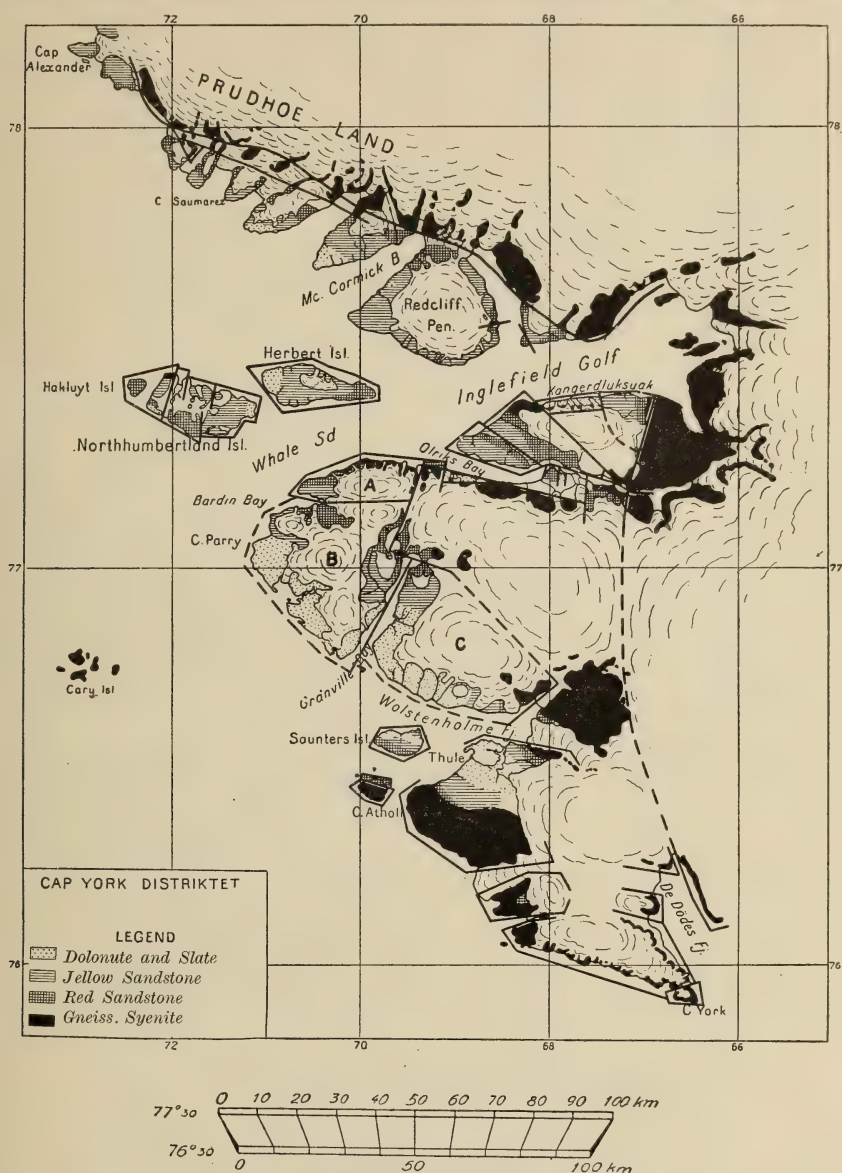 72
70
68
66
Cap
Alexander
PRUDHOE LAND
78
78
C Saumarez
Mc. Cormick B
Redcliff
Pen.
Herbert Isl.
Hakluyt Isl
Inglefield Golf
Kangerdluksuak
Northhumbertland Isl.
Whale Sd
Olriks Bay
A
Bardin Bay
C. Parry
B
77
77
C
Cary Isl
Granville Bay
Wolstenholme Fj.
Saunters Isl.
Thule
C. Atholl
CAP YORK DISTRIKTET
LEGEND
Dolonute and Slate
Jellow Sandstone
Red Sandstone
Gneiss. Syenite
De Dödes Fj.
76
76
C York
72
70
68
66
0 10 20 30 40 50 60 70 80 90 100 km
77°30
76°30
0 50 100 km